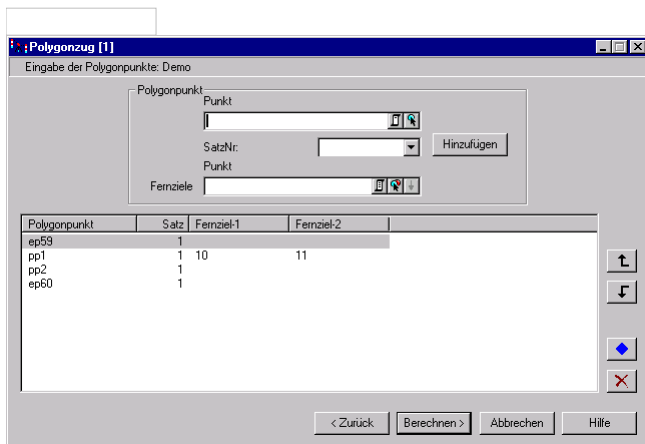 Polygonzug [1]
Eingabe der Polygonpunkte: Demo
Polygonpunkt
Punkt
SatzNr:
Hinzufügen
Punkt
Fernziele
Polygonpunkt Satz Fernziel-1 Fernziel-2
ep59 1
pp1 1 10 11
pp2 1
ep60 1
< Zurück Berechnen > Abbrechen Hilfe